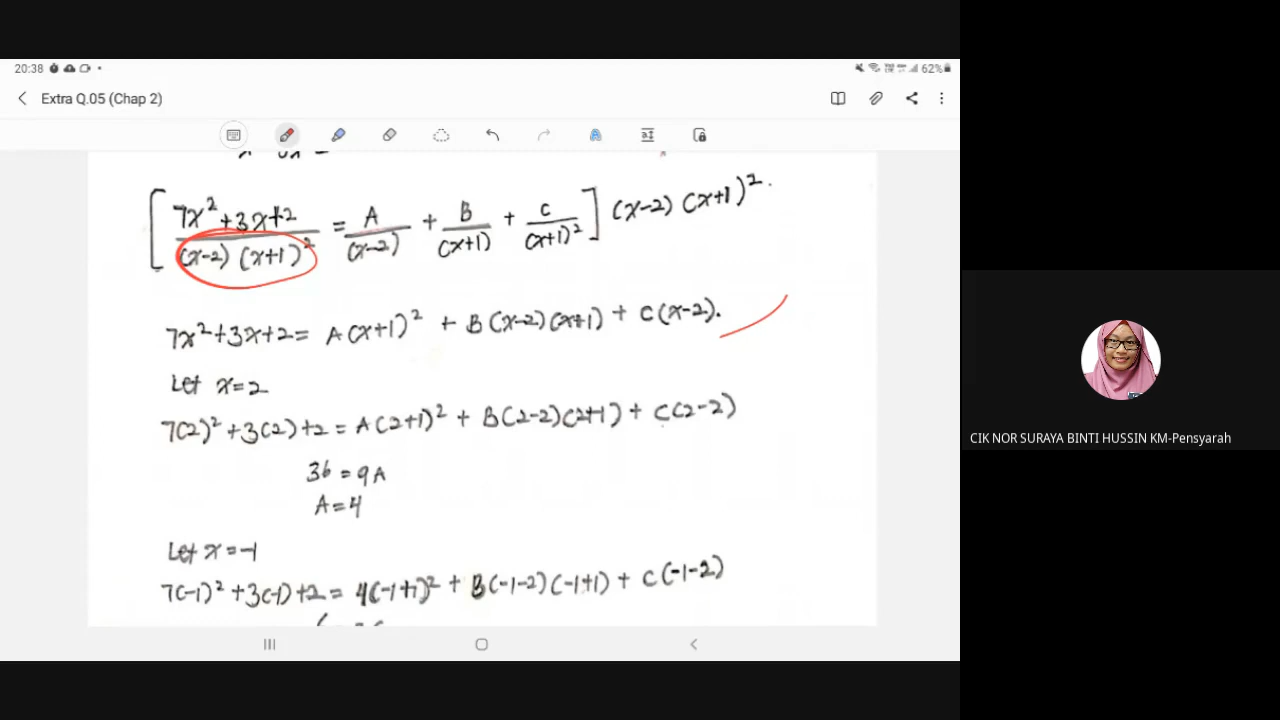 20:38 62%
Extra Q.05 (Chap 2)
[ 7x² + 3x + 2 / (x-2) (x+1)² = A / (x-2) + B / (x+1) + C / (x+1)² ] (x-2) (x+1)².
7x² + 3x + 2 = A(x+1)² + B(x-2)(x+1) + C(x-2).
Let x = 2
7(2)² + 3(2) + 2 = A(2+1)² + B(2-2)(2+1) + C(2-2)
36 = 9A
A = 4
Let x = -1
7(-1)² + 3(-1) + 2 = 4(-1+1)² + B(-1-2)(-1+1) + C(-1-2)
CIK NOR SURAYA BINTI HUSSIN KM-Pensyarah